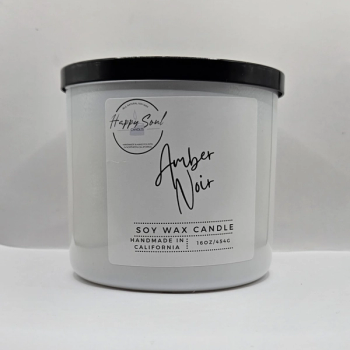 Happy Soul
Amber
Noir
SOY WAX CANDLE
HANDMADE IN
CALIFORNIA
16OZ/454G